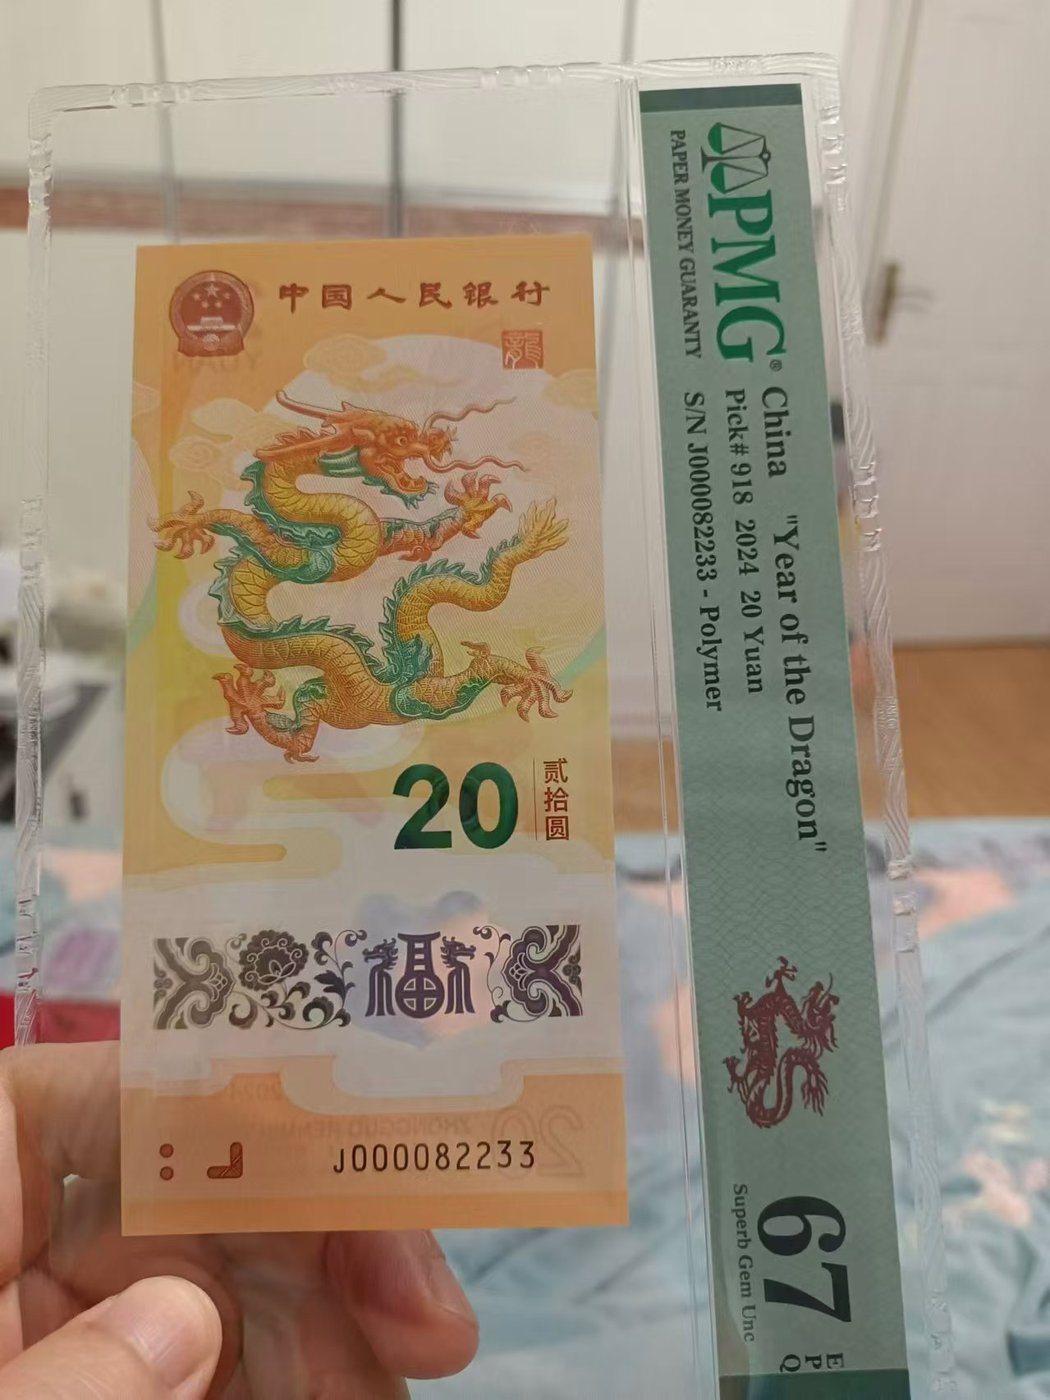 中国人民银行
龍
20
贰拾圆
福
J000082233
PMG®
PAPER MONEY GUARANTY
China "Year of the Dragon"
Pick# 918 2024 20 Yuan
S/N J000082233 - Polymer
67
EPQ
Superb Gem Unc